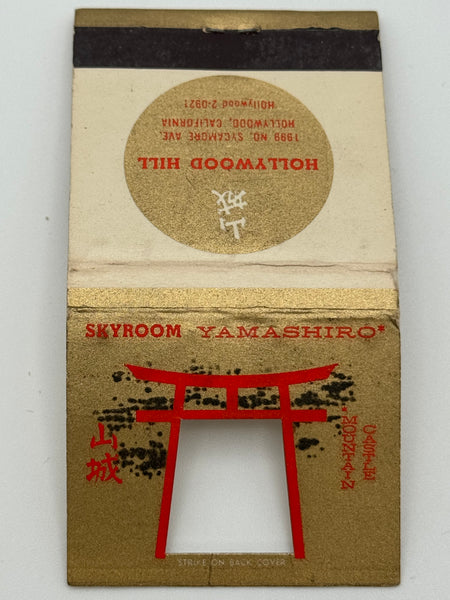 山城
HOLLYWOOD HILL
1999 NO. SYCAMORE AVE.
HOLLYWOOD, CALIFORNIA
HOllywood 2-0921
SKYROOM YAMASHIRO*
山城
*MOUNTAIN
CASTLE
STRIKE ON BACK COVER